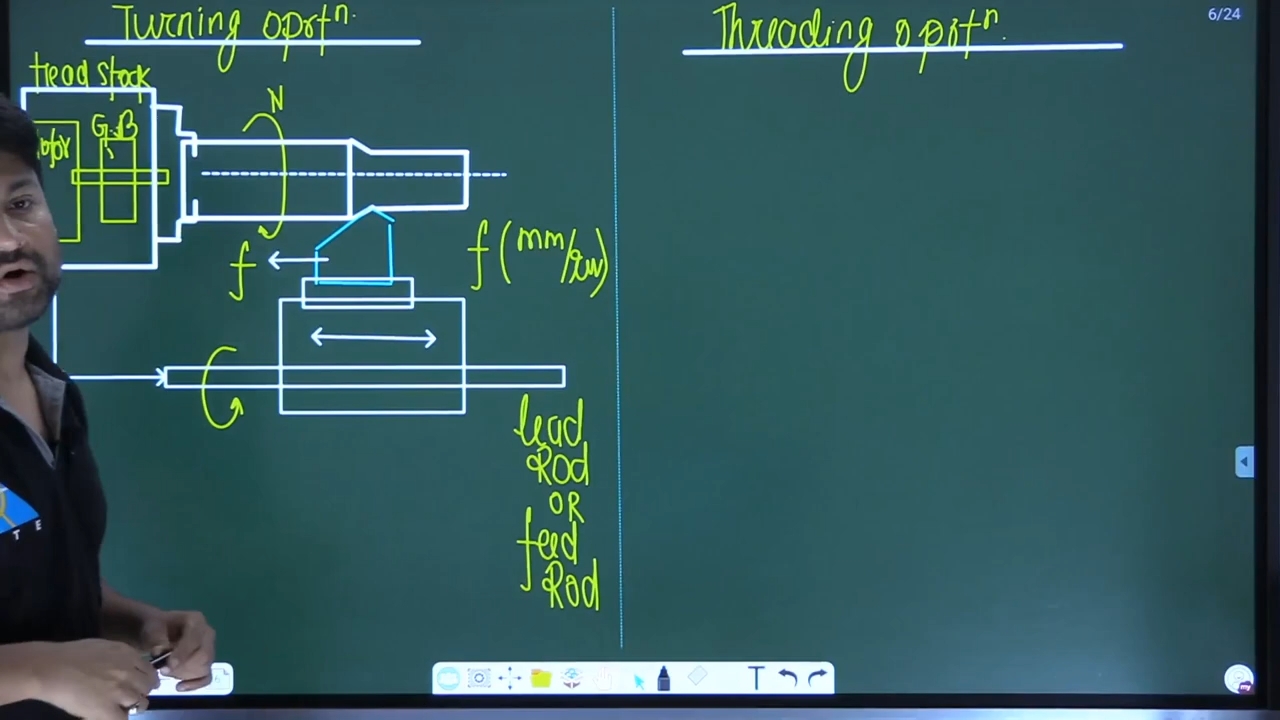 Turning oprtⁿ.
Threading oprtⁿ.
6/24
Head stock
G.B
N
f
f (mm/rev)
lead
Rod
OR
feed
Rod
T E
T